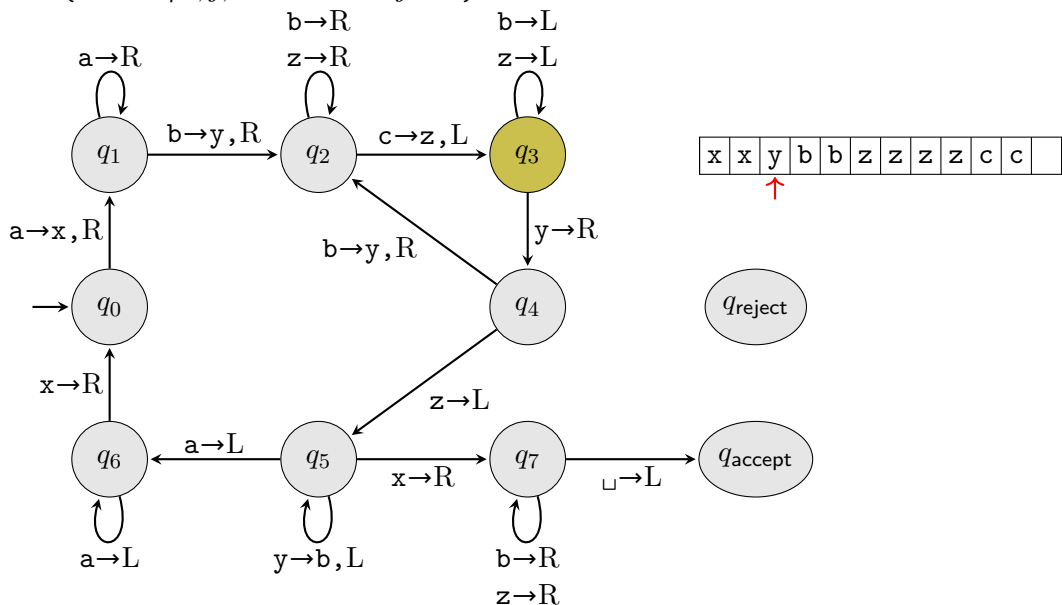 b→R
b→L
a→R
z→R
z→L
q1
b→y,R
q2
c→z,L
q3
x x y b b z z z z c c
a→x,R
b→y,R
y→R
q0
q4
qreject
x→R
z→L
q6
a→L
q5
x→R
q7
␣→L
qaccept
a→L
y→b,L
b→R
z→R